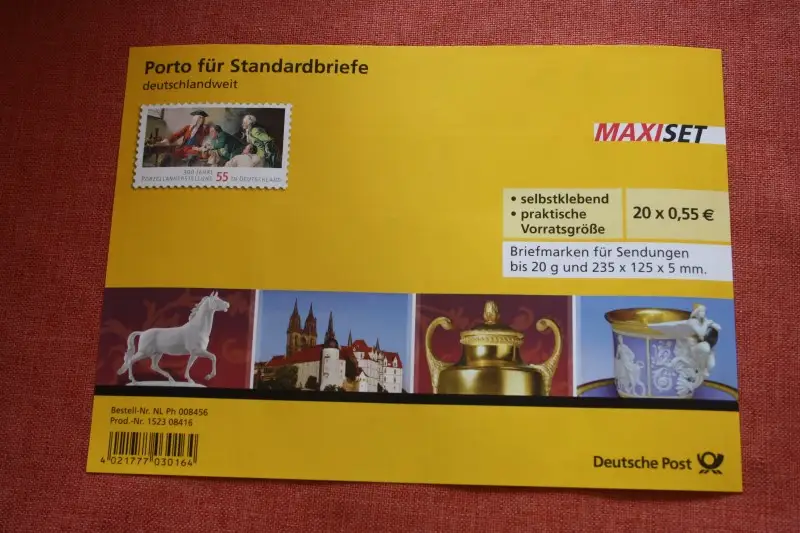 Porto für Standardbriefe
deutschlandweit
300 JAHRE
PORZELLANHERSTELLUNG 55 IN DEUTSCHLAND
MAXISET
• selbstklebend
• praktische
Vorratsgröße
20 x 0,55 €
Briefmarken für Sendungen
bis 20 g und 235 x 125 x 5 mm.
Bestell-Nr. NL Ph 008456
Prod.-Nr. 1523 08416
4 021777 030164
Deutsche Post